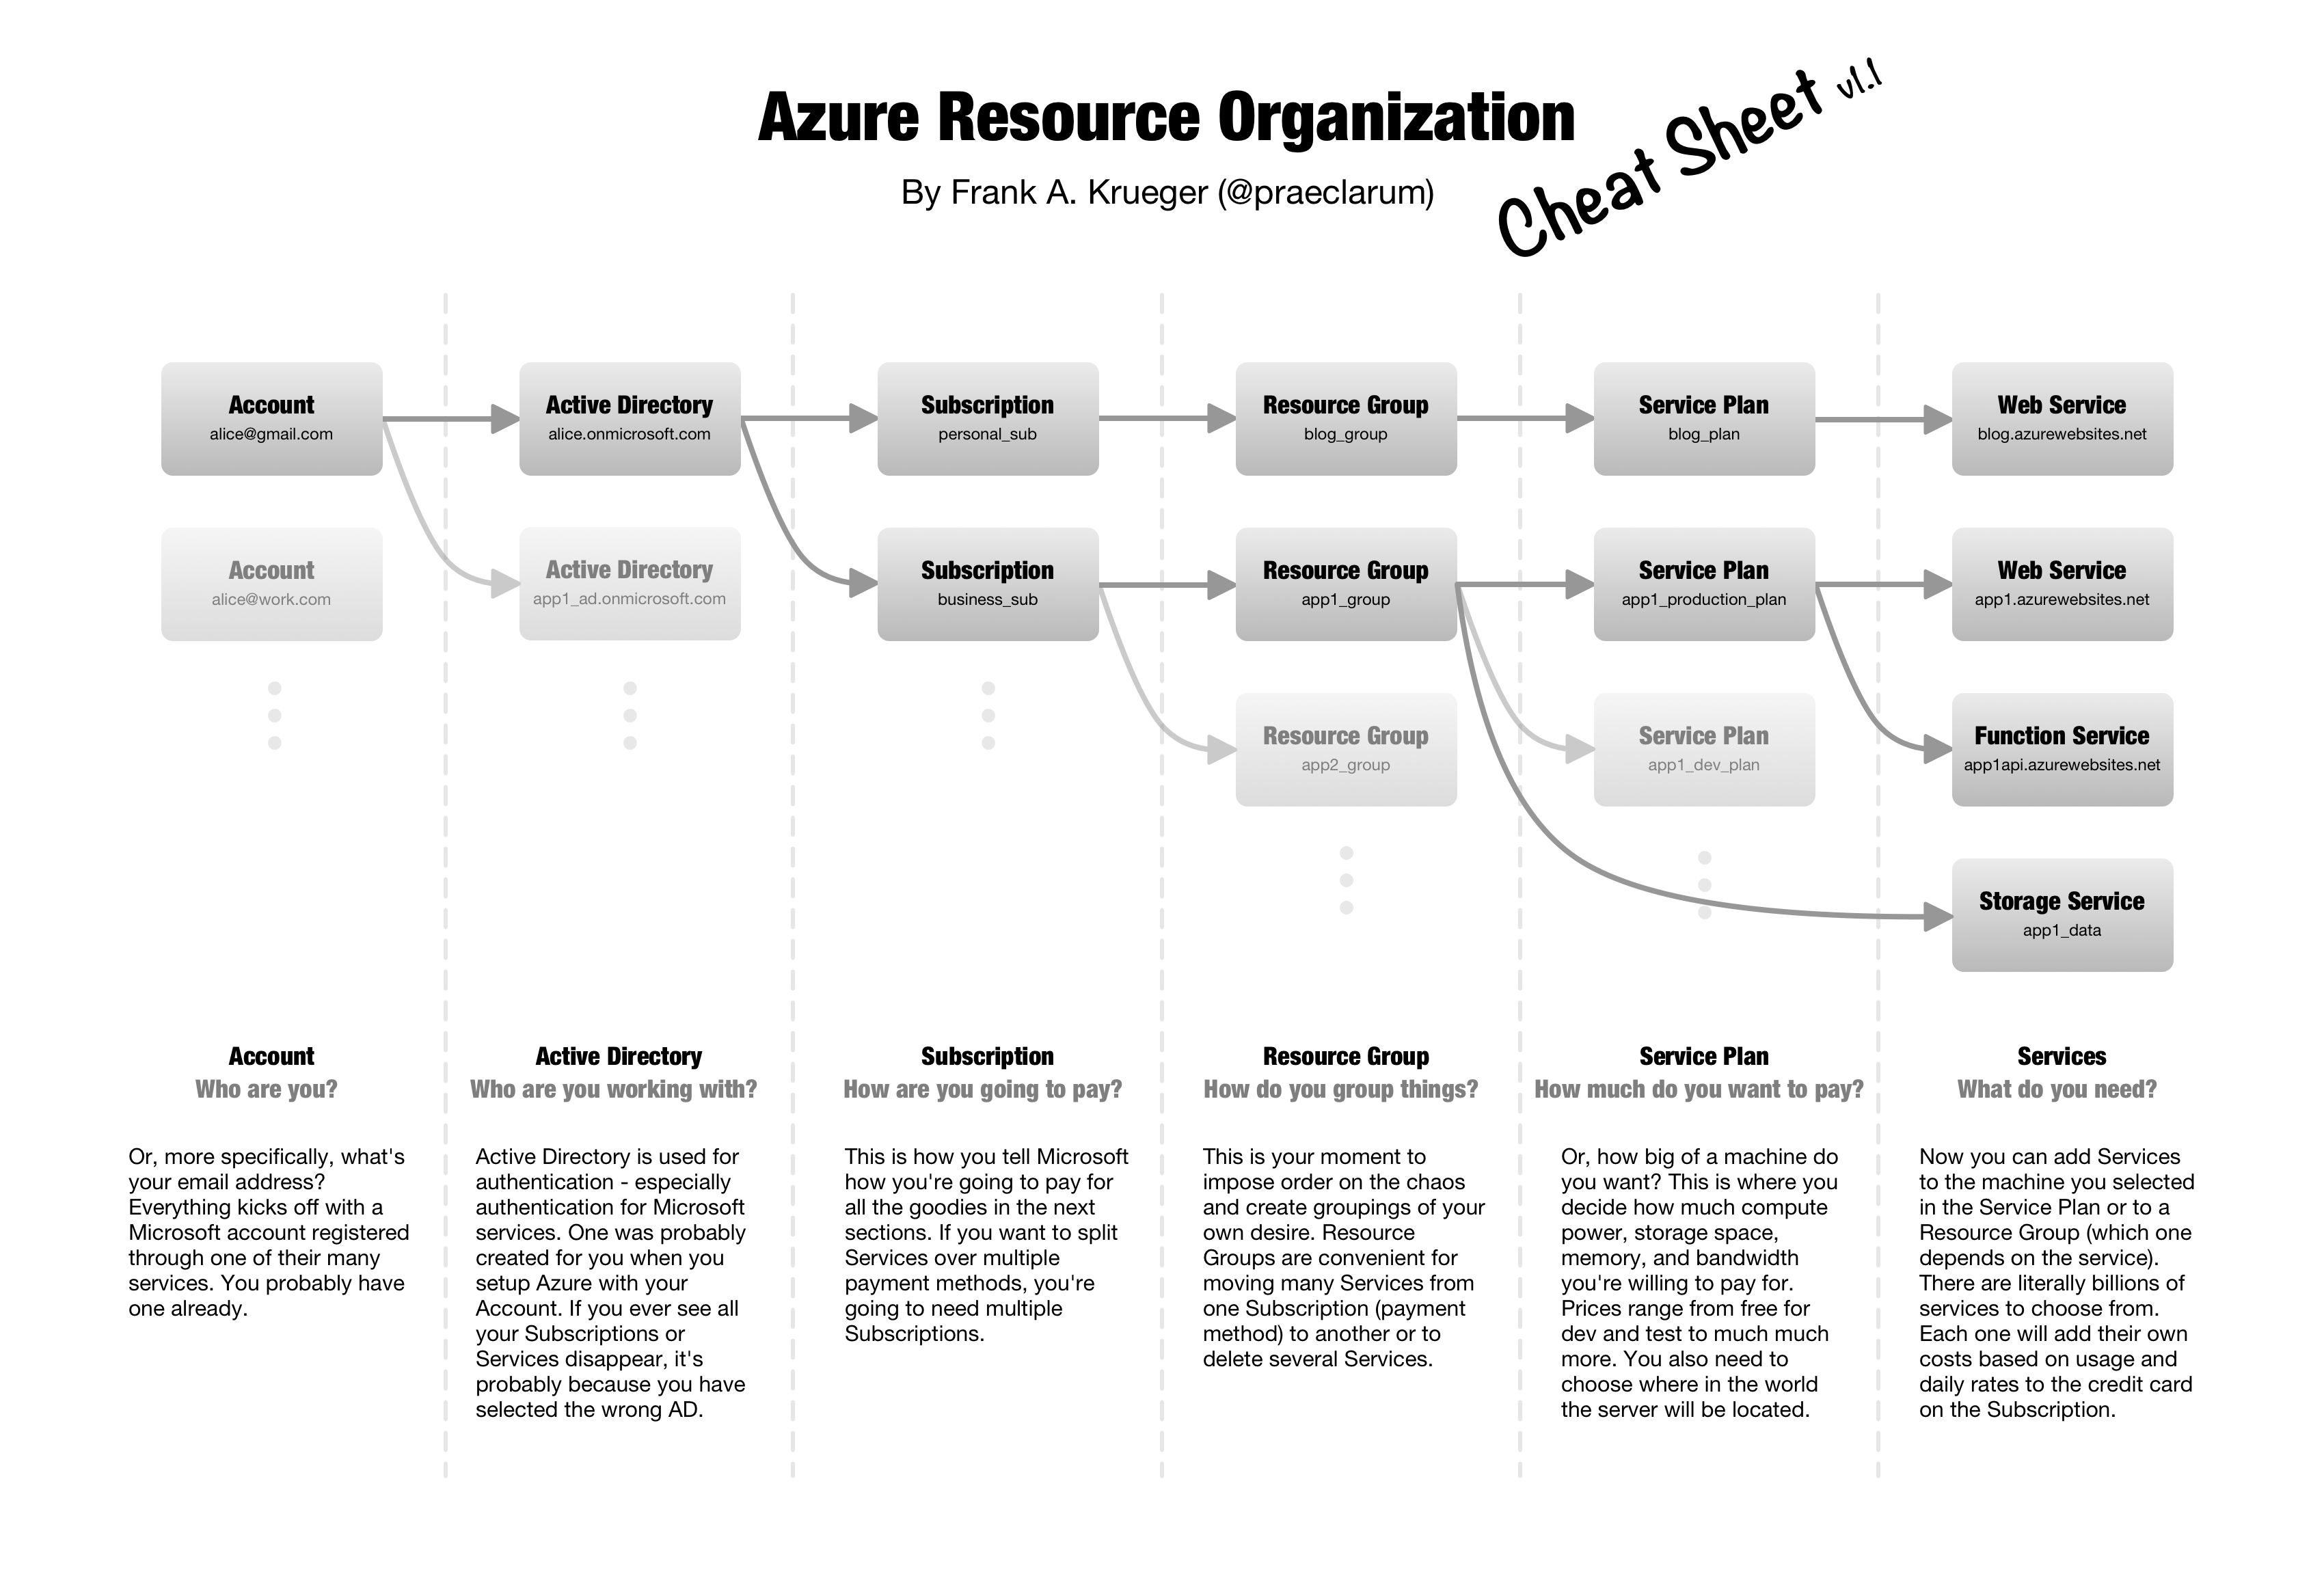 Azure Resource Organization
Cheat Sheet v1.1
By Frank A. Krueger (@praeclarum)
Account
alice@gmail.com
Active Directory
alice.onmicrosoft.com
Subscription
personal_sub
Resource Group
blog_group
Service Plan
blog_plan
Web Service
blog.azurewebsites.net
Account
alice@work.com
Active Directory
app1_ad.onmicrosoft.com
Subscription
business_sub
Resource Group
app1_group
Service Plan
app1_production_plan
Web Service
app1.azurewebsites.net
Resource Group
app2_group
Service Plan
app1_dev_plan
Function Service
app1api.azurewebsites.net
Storage Service
app1_data
Account
Who are you?
Or, more specifically, what's
your email address?
Everything kicks off with a
Microsoft account registered
through one of their many
services. You probably have
one already.
Active Directory
Who are you working with?
Active Directory is used for
authentication - especially
authentication for Microsoft
services. One was probably
created for you when you
setup Azure with your
Account. If you ever see all
your Subscriptions or
Services disappear, it's
probably because you have
selected the wrong AD.
Subscription
How are you going to pay?
This is how you tell Microsoft
how you're going to pay for
all the goodies in the next
sections. If you want to split
Services over multiple
payment methods, you're
going to need multiple
Subscriptions.
Resource Group
How do you group things?
This is your moment to
impose order on the chaos
and create groupings of your
own desire. Resource
Groups are convenient for
moving many Services from
one Subscription (payment
method) to another or to
delete several Services.
Service Plan
How much do you want to pay?
Or, how big of a machine do
you want? This is where you
decide how much compute
power, storage space,
memory, and bandwidth
you're willing to pay for.
Prices range from free for
dev and test to much much
more. You also need to
choose where in the world
the server will be located.
Services
What do you need?
Now you can add Services
to the machine you selected
in the Service Plan or to a
Resource Group (which one
depends on the service).
There are literally billions of
services to choose from.
Each one will add their own
costs based on usage and
daily rates to the credit card
on the Subscription.